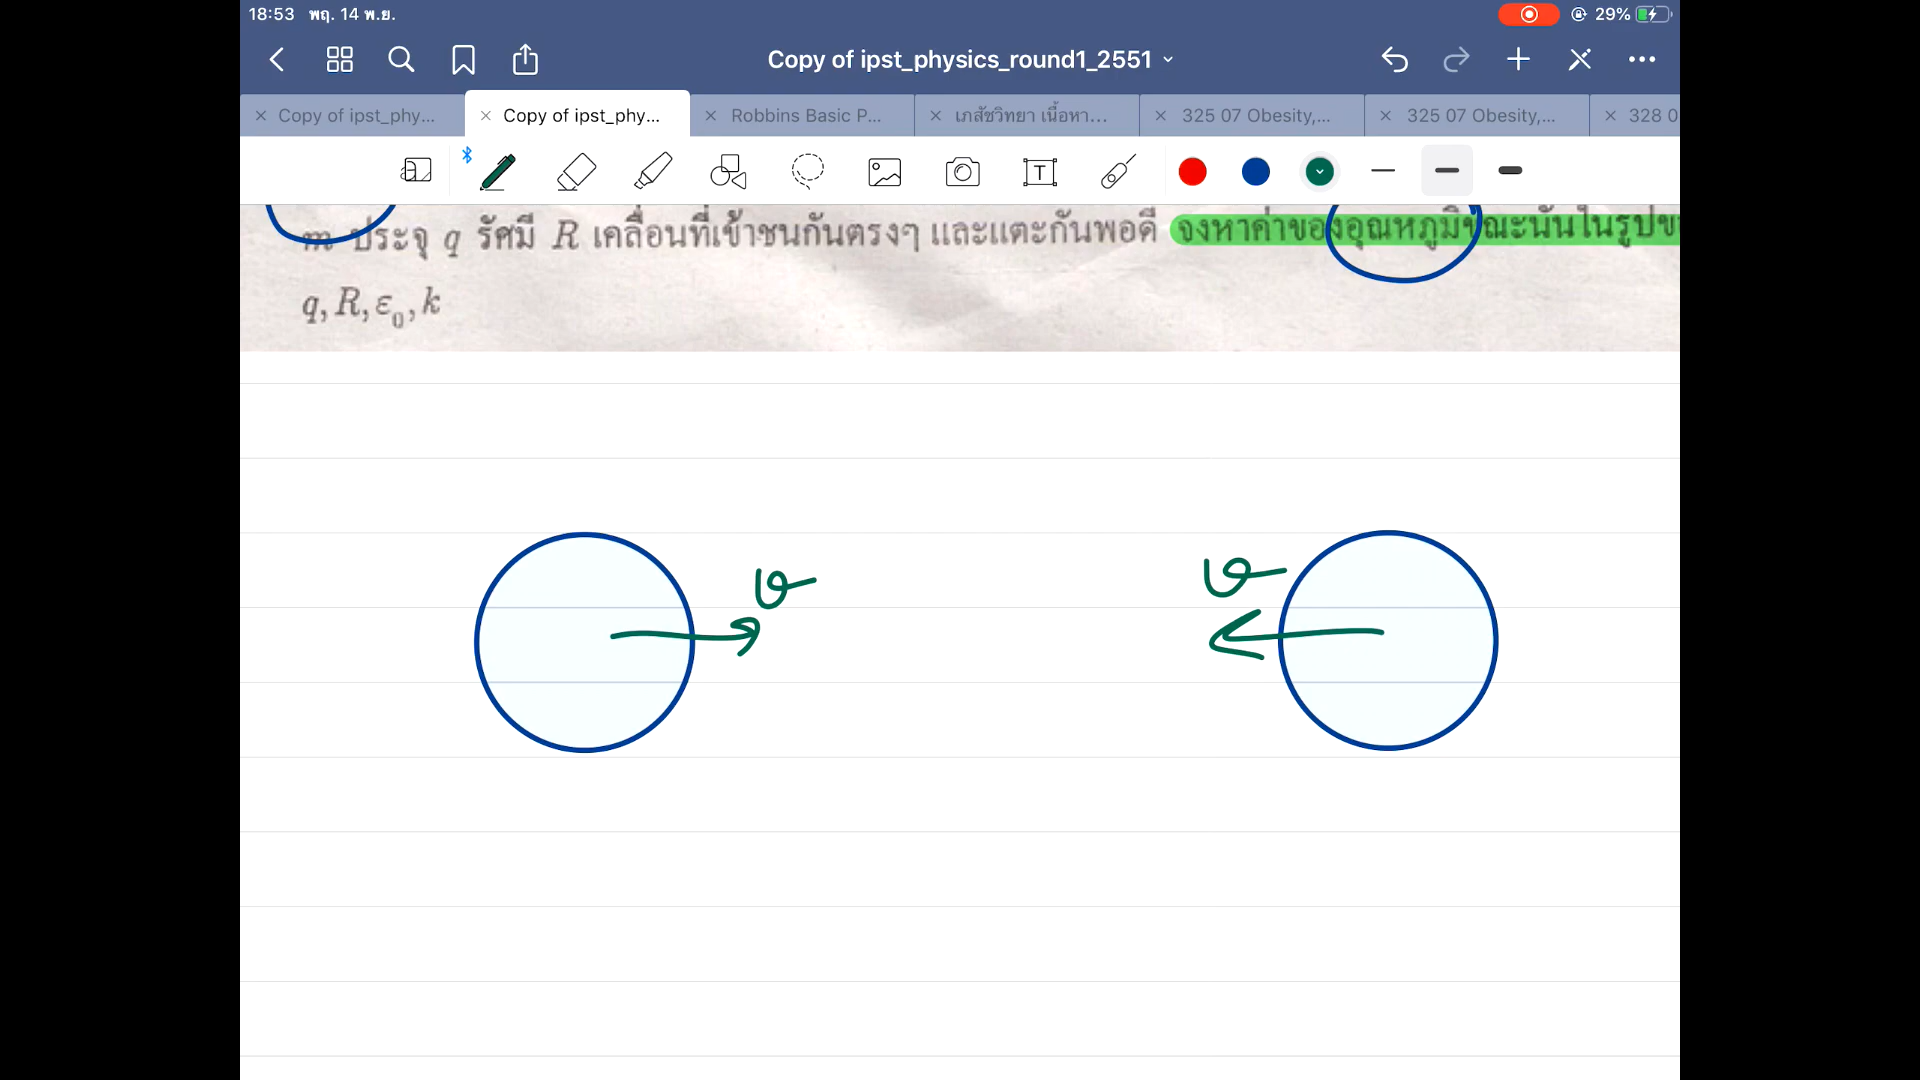 18:53 พฤ. 14 พ.ย.
29%
Copy of ipst_physics_round1_2551
Copy of ipst_phy...
Copy of ipst_phy...
Robbins Basic P...
เภสัชวิทยา เนื้อหา...
325 07 Obesity,...
325 07 Obesity,...
328 0
m ประจุ q รัศมี R เคลื่อนที่เข้าชนกันตรงๆ และแตะกันพอดี จงหาค่าของอุณหภูมิขณะนั้นในรูปข
q, R, ε₀, k
v
v